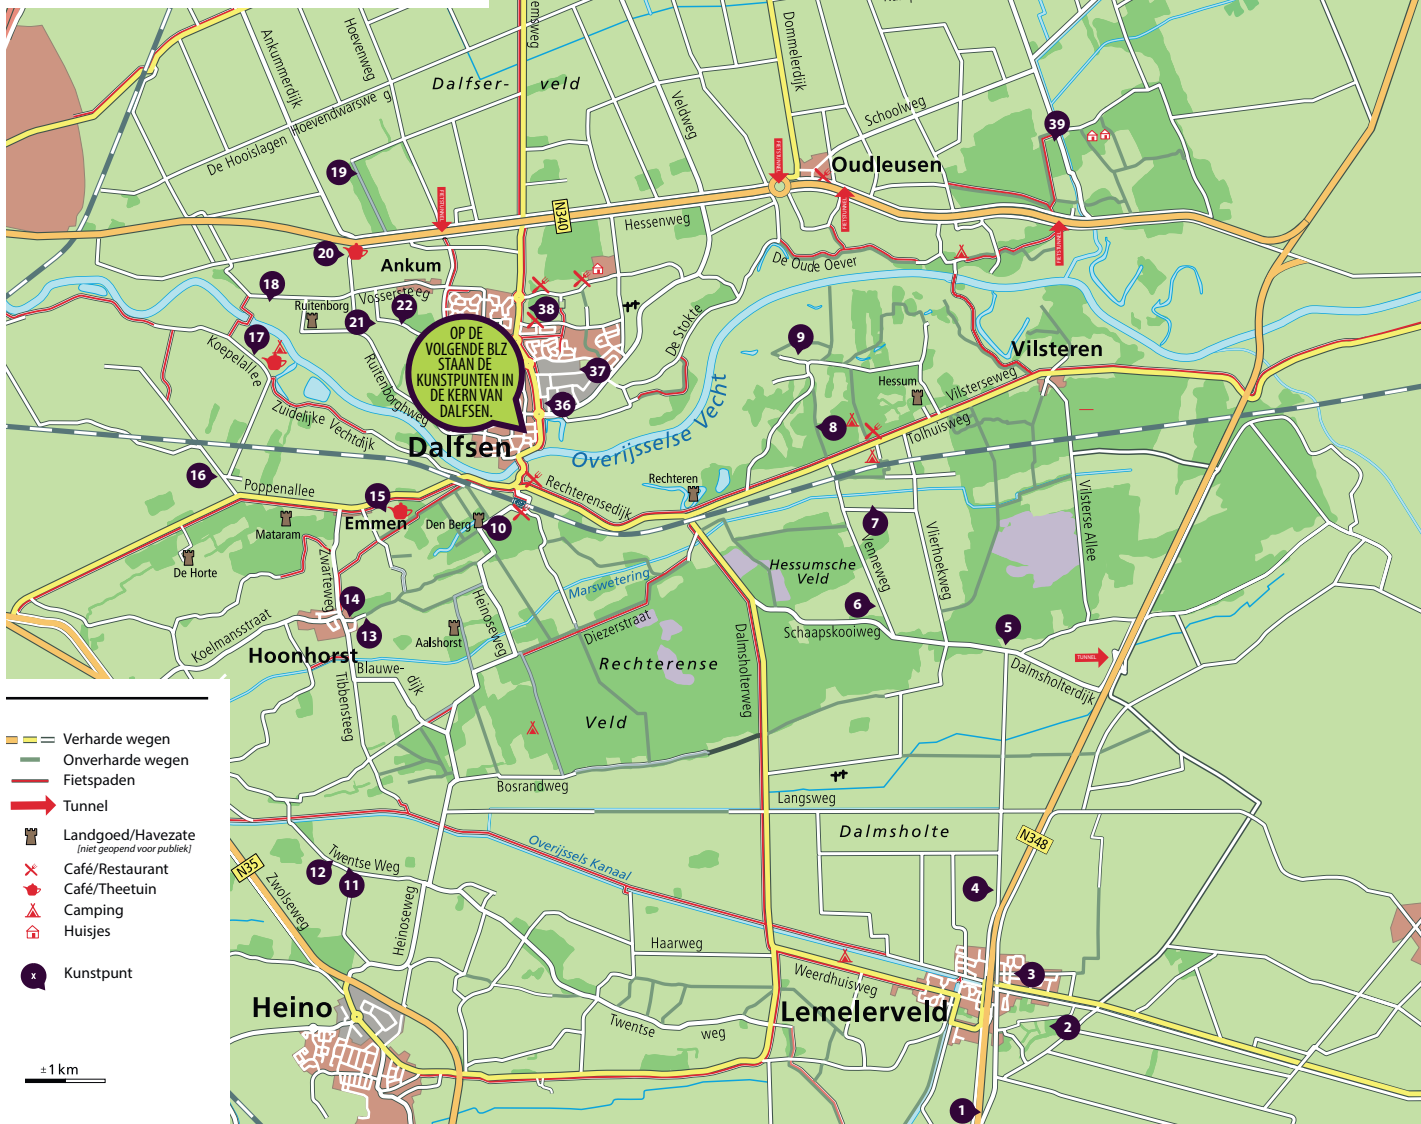 emsweg
Dommelerdijk
Hoevenweg
Ankummerdijk
Dalfser- veld
De Hooislagen Hoevendwarsweg
Veldweg
Schoolweg
39
19
FIETSTUNNEL
FIETSTUNNEL
Oudleusen
FIETSTUNNEL
FIETSTUNNEL
N340
Hessenweg
20
Ankum
De Oude Oever
18
Vossersteeg
Ruitenborg
22
38
21
17
OP DE
VOLGENDE BLZ
STAAN DE
KUNSTPUNTEN IN
DE KERN VAN
DALFSEN.
De Stokte
9
Vilsteren
Koepelallee
Ruitenborghweg
37
Hessum
Vilsterseweg
36
Zuidelijke Vechtdijk
Overijsselse Vecht
8
Tolhuisweg
Dalfsen
16
Poppenallee
15
Rechterensedijk
Rechteren
Vilsterse Allee
Emmen
Den Berg
10
7
Mataram
De Horte
Zwarteweg
Venneweg
Vlierhoekweg
Hessumsche
Veld
Marswetering
14
Heinoseweg
6
Koelmansstraat
13
Aalshorst
Diezerstraat
Dalmsholterweg
Schaapskooiweg
5
Hoonhorst
Blauwe-
dijk
Rechterense
TUNNEL
Dalmsholterdijk
Tibbensteeg
Veld
Verharde wegen
Onverharde wegen
Fietspaden
Tunnel
Landgoed/Havezate
[niet geopend voor publiek]
Café/Restaurant
Café/Theetuin
Camping
Huisjes
x Kunstpunt
± 1 km
Bosrandweg
Langsweg
Dalmsholte
N348
Overijssels Kanaal
N35
12
Twentse Weg
11
Zwolseweg
Heinoseweg
4
Haarweg
Weerdhuisweg
3
Heino
Lemelerveld
Twentse weg
2
1